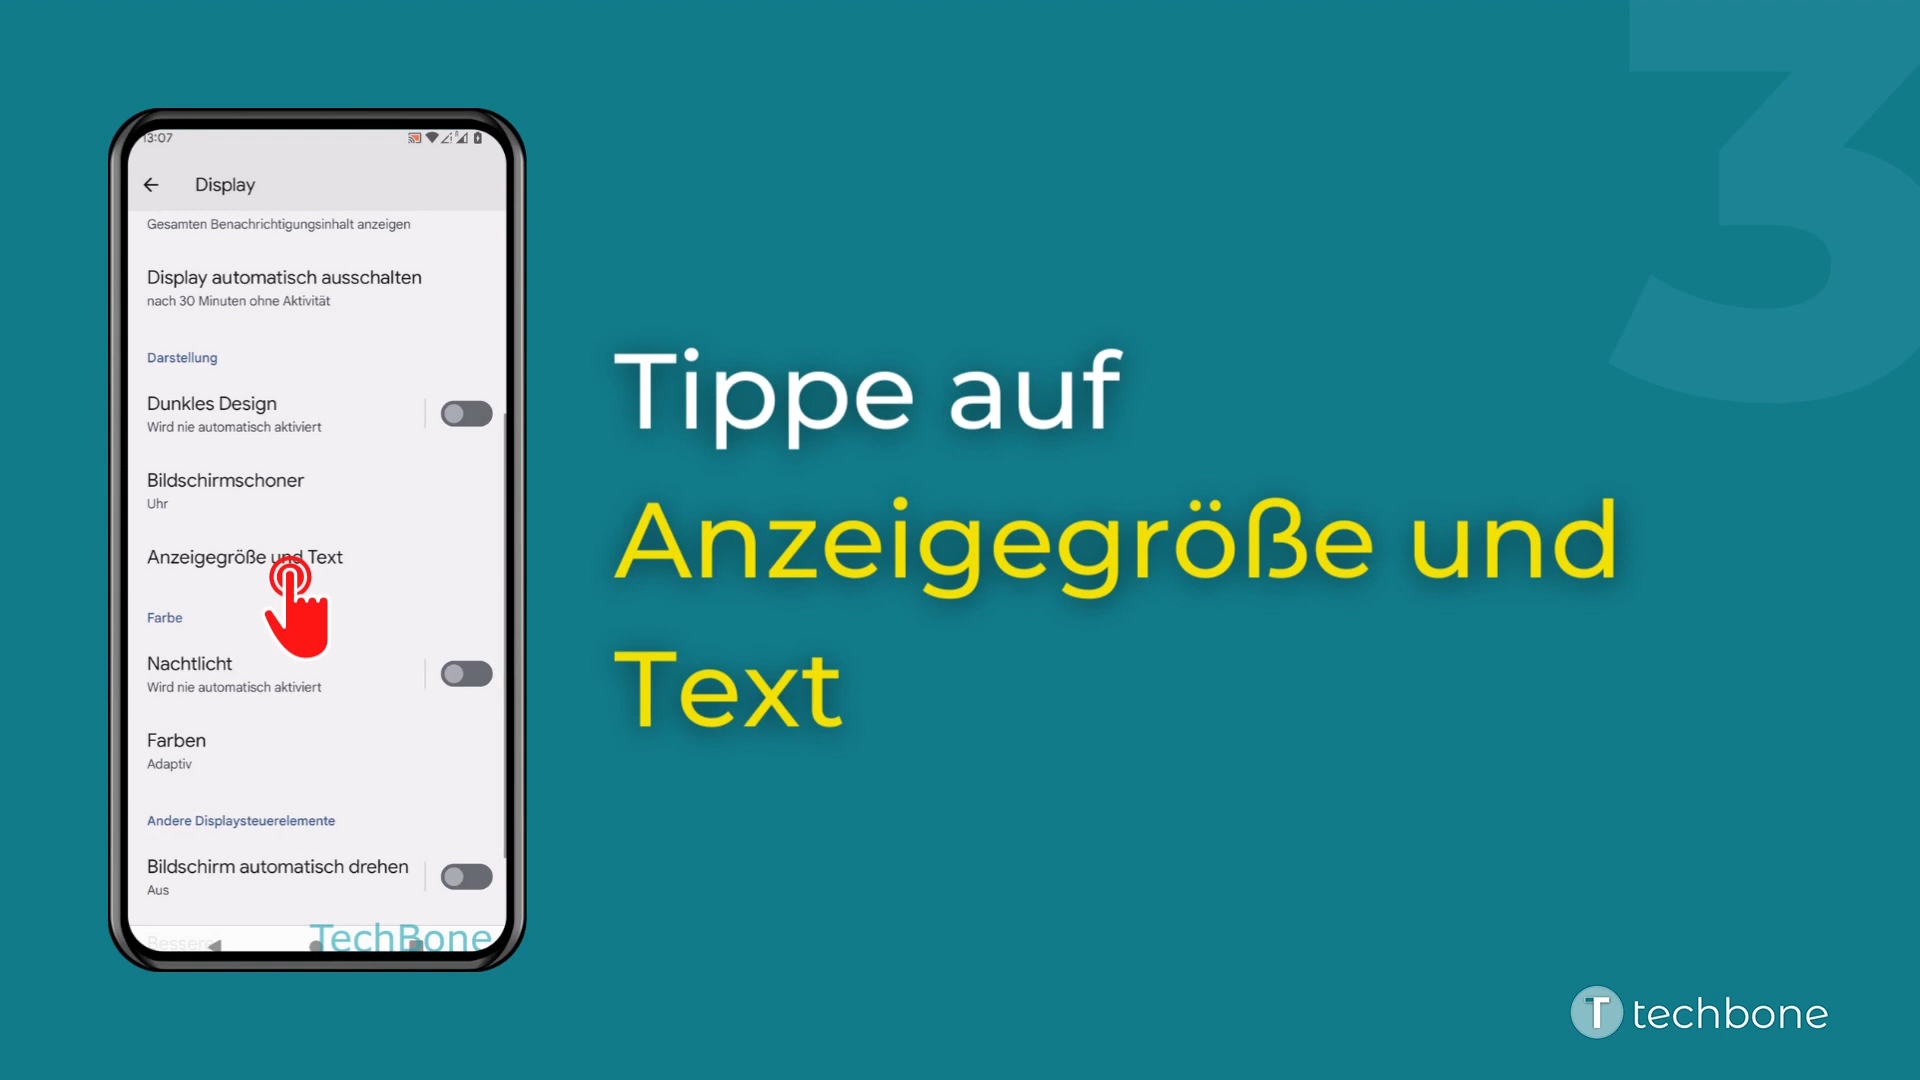 3
13:07
Display
Gesamten Benachrichtigungsinhalt anzeigen
Display automatisch ausschalten
nach 30 Minuten ohne Aktivität
Darstellung
Dunkles Design
Wird nie automatisch aktiviert
Bildschirmschoner
Uhr
Anzeigegröße und Text
Farbe
Nachtlicht
Wird nie automatisch aktiviert
Farben
Adaptiv
Andere Displaysteuerelemente
Bildschirm automatisch drehen
Aus
TechBone
Tippe auf
Anzeigegröße und
Text
T techbone